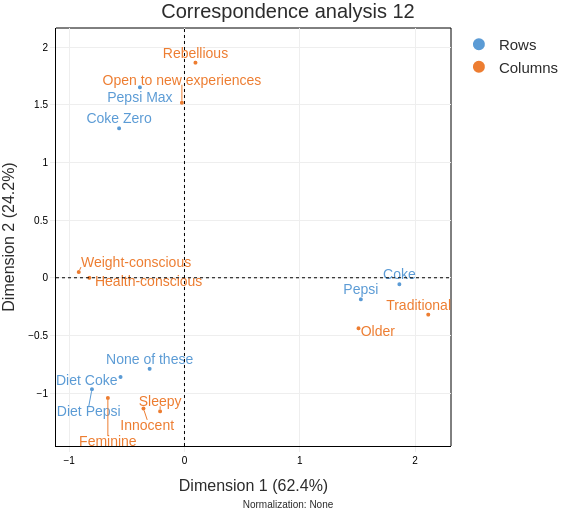 Correspondence analysis 12
Rows
Columns
Rebellious
Open to new experiences
Pepsi Max
Coke Zero
Weight-conscious
Health-conscious
Coke
Pepsi
Traditional
Older
None of these
Diet Coke
Diet Pepsi
Sleepy
Innocent
Feminine
2
1.5
1
0.5
0
−0.5
−1
−1
0
1
2
Dimension 2 (24.2%)
Dimension 1 (62.4%)
Normalization: None